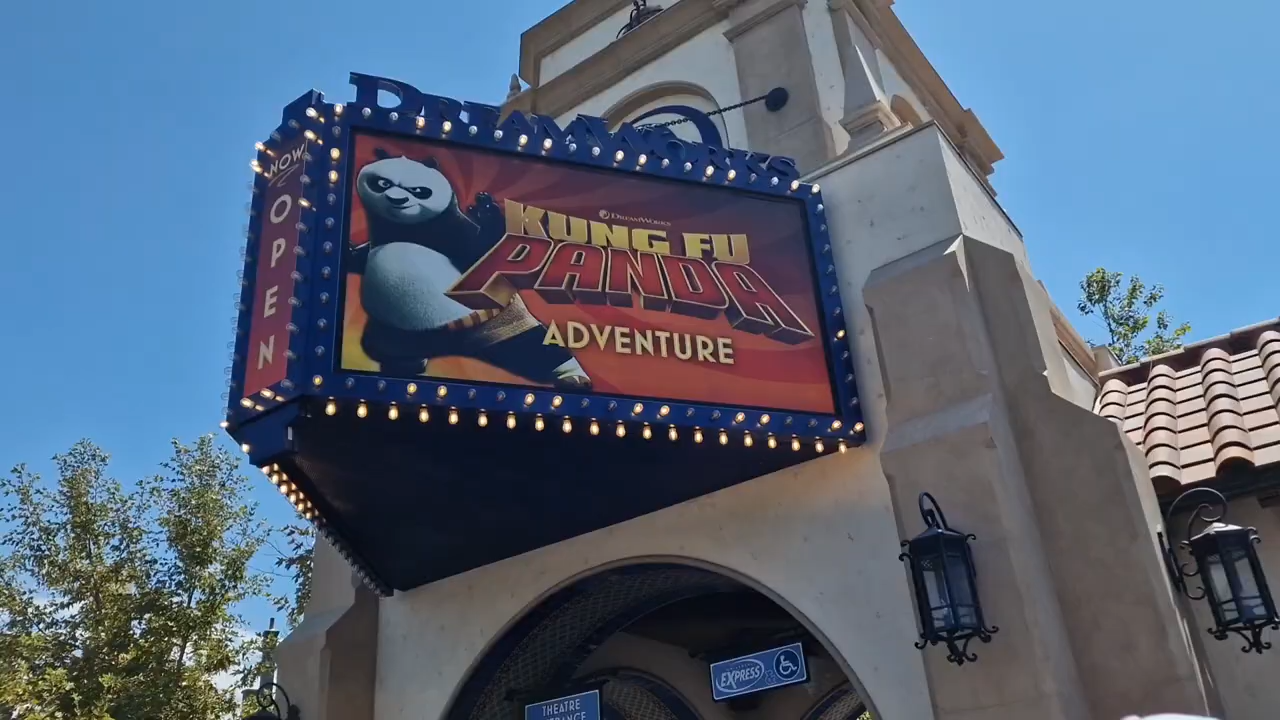 DREAMWORKS
NOW
OPEN
DREAMWORKS
KUNG FU
PANDA
ADVENTURE
EXPRESS
THEATRE